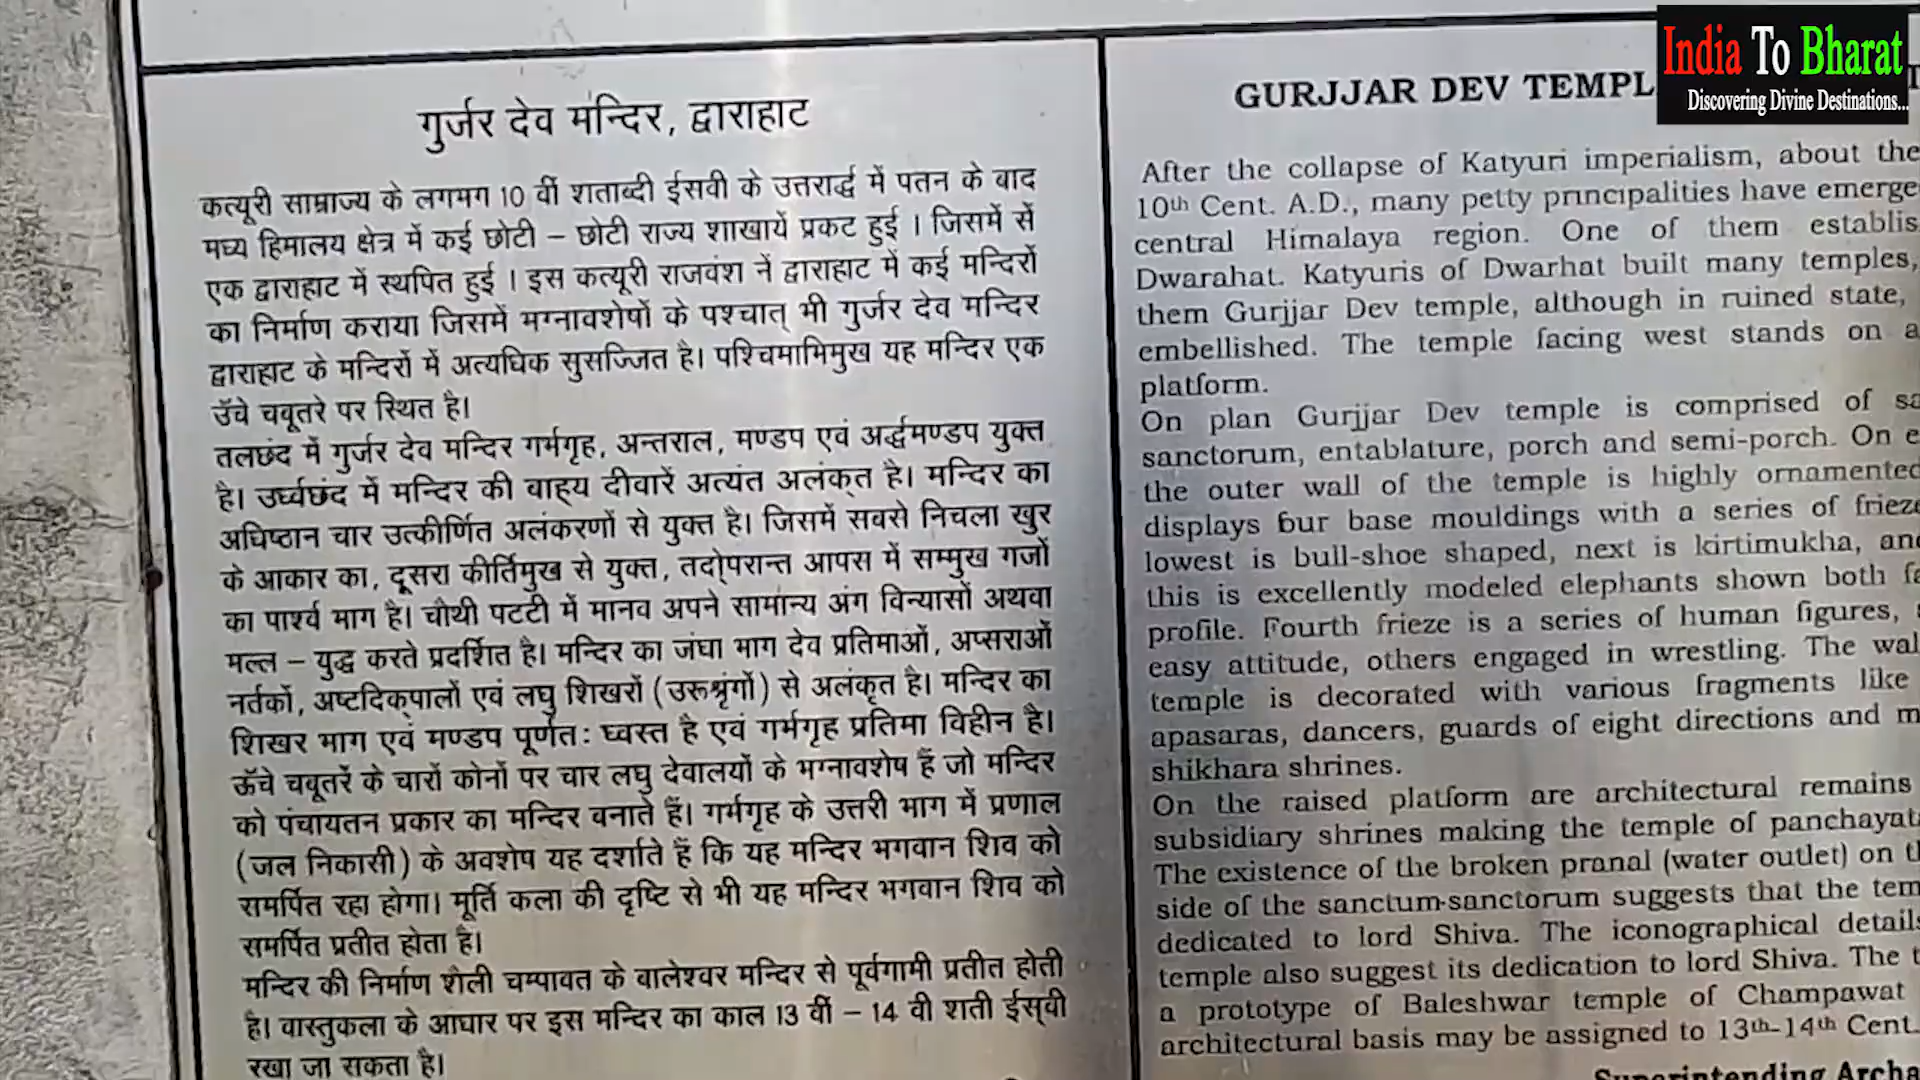 गुर्जर देव मन्दिर, द्वाराहाट
कत्यूरी साम्राज्य के लगभग 10 वीं शताब्दी ईसवी के उत्तरार्द्ध में पतन के बाद
मध्य हिमालय क्षेत्र में कई छोटी – छोटी राज्य शाखायें प्रकट हुई । जिसमें सें
एक द्वाराहाट में स्थपित हुई । इस कत्यूरी राजवंश नें द्वाराहाट में कई मन्दिरों
का निर्माण कराया जिसमें भग्नावशेषों के पश्चात् भी गुर्जर देव मन्दिर
द्वाराहाट के मन्दिरों में अत्यधिक सुसज्जित है। पश्चिमाभिमुख यह मन्दिर एक
उॅचे चबूतरे पर स्थित है।
तलछंद में गुर्जर देव मन्दिर गर्भगृह, अन्तराल, मण्डप एवं अर्द्धमण्डप युक्त
है। उर्घ्वछंद में मन्दिर की वाह्य दीवारें अत्यंत अलंकृत है। मन्दिर का
अधिष्ठान चार उत्कीर्णित अलंकरणों से युक्त है। जिसमें सबसे निचला खुर
के आकार का, दूसरा कीर्तिमुख से युक्त, तदोपरान्त आपस में सम्मुख गजों
का पार्श्व भाग है। चौथी पटटी में मानव अपने सामान्य अंग विन्यासों अथवा
मल्ल – युद्ध करते प्रदर्शित है। मन्दिर का जंघा भाग देव प्रतिमाओं, अप्सराओं
नर्तकों, अष्टदिक्पालों एवं लघु शिखरों (उरूश्रृंगों) से अलंकृत है। मन्दिर का
शिखर भाग एवं मण्डप पूर्णतः ध्वस्त है एवं गर्भगृह प्रतिमा विहीन है।
ऊॅचे चबूतरें के चारों कोनों पर चार लघु देवालयों के भग्नावशेष हैं जो मन्दिर
को पंचायतन प्रकार का मन्दिर बनाते हैं। गर्भगृह के उत्तरी भाग में प्रणाल
(जल निकासी) के अवशेष यह दर्शाते हैं कि यह मन्दिर भगवान शिव को
समर्पित रहा होगा। मूर्ति कला की दृष्टि से भी यह मन्दिर भगवान शिव को
समर्पित प्रतीत होता है।
मन्दिर की निर्माण शैली चम्पावत के वालेश्वर मन्दिर से पूर्वगामी प्रतीत होती
है। वास्तुकला के आधार पर इस मन्दिर का काल 13 वीं – 14 वी शती ईस्वी
रखा जा सकता है।
GURJJAR DEV TEMPL
After the collapse of Katyuri imperialism, about the
10th Cent. A.D., many petty principalities have emerge
central Himalaya region. One of them establis
Dwarahat. Katyuris of Dwarhat built many temples,
them Gurjjar Dev temple, although in ruined state,
embellished. The temple facing west stands on a
platform.
On plan Gurjjar Dev temple is comprised of sa
sanctorum, entablature, porch and semi-porch. On e
the outer wall of the temple is highly ornamented
displays four base mouldings with a series of frieze
lowest is bull-shoe shaped, next is kirtimukha, an
this is excellently modeled elephants shown both fa
profile. Fourth frieze is a series of human figures,
easy attitude, others engaged in wrestling. The wal
temple is decorated with various fragments like
apasaras, dancers, guards of eight directions and m
shikhara shrines.
On the raised platform are architectural remains
subsidiary shrines making the temple of panchayat
The existence of the broken pranal (water outlet) on t
side of the sanctum-sanctorum suggests that the tem
dedicated to lord Shiva. The iconographical details
temple also suggest its dedication to lord Shiva. The t
a prototype of Baleshwar temple of Champawat
architectural basis may be assigned to 13th-14th Cent.
Superintending Archa
India To Bharat
Discovering Divine Destinations...